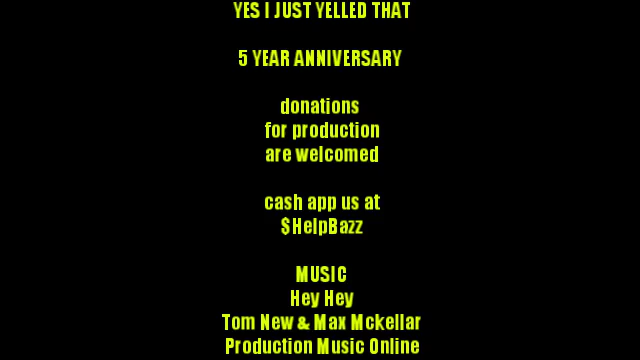 YES I JUST YELLED THAT
5 YEAR ANNIVERSARY
donations
for production
are welcomed
cash app us at
$HelpBazz
MUSIC
Hey Hey
Tom New & Max Mckellar
Production Music Online